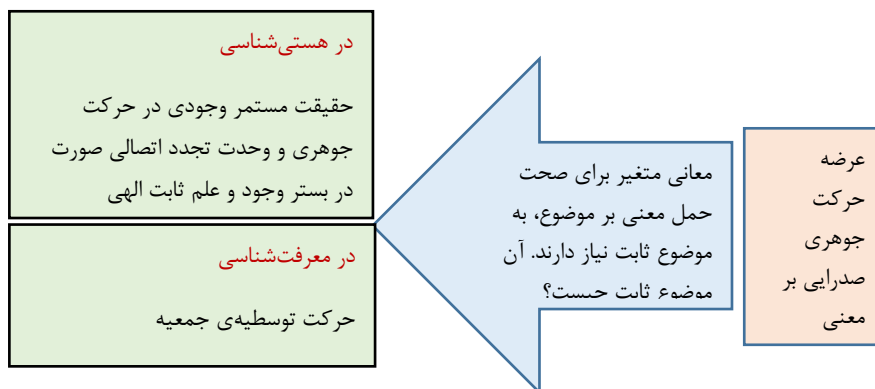 عرضه
حرکت
جوهری
صدرایی بر
معنی
معانی متغیر برای صحت
حمل معنی بر موضوع، به
موضوع ثابت نیاز دارند. آن
موضوع ثابت چیست؟
در هستی‌شناسی
حقیقت مستمر وجودی در حرکت
جوهری و وحدت تجدد اتصالی صورت
در بستر وجود و علم ثابت الهی
در معرفت‌شناسی
حرکت توسطیه‌ی جمعیه